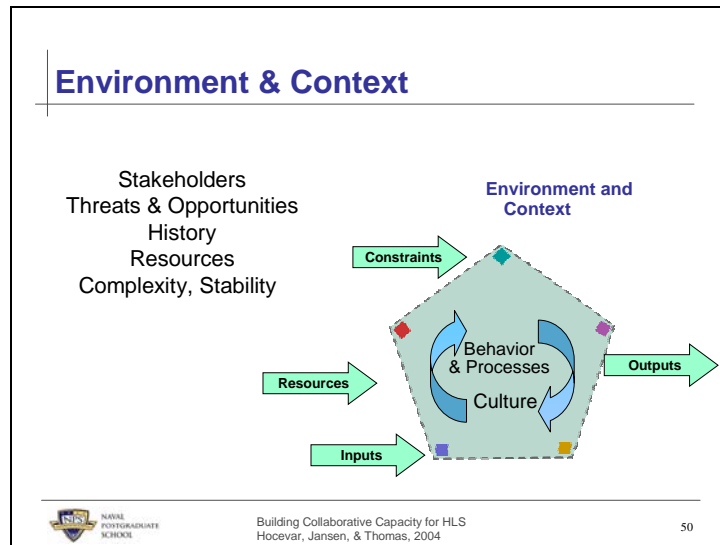 Environment & Context
Stakeholders
Threats & Opportunities
History
Resources
Complexity, Stability
Environment and
Context
Constraints
Behavior
& Processes
Culture
Resources
Outputs
Inputs
NPS
NAVAL
POSTGRADUATE
SCHOOL
Building Collaborative Capacity for HLS
Hocevar, Jansen, & Thomas, 2004
50